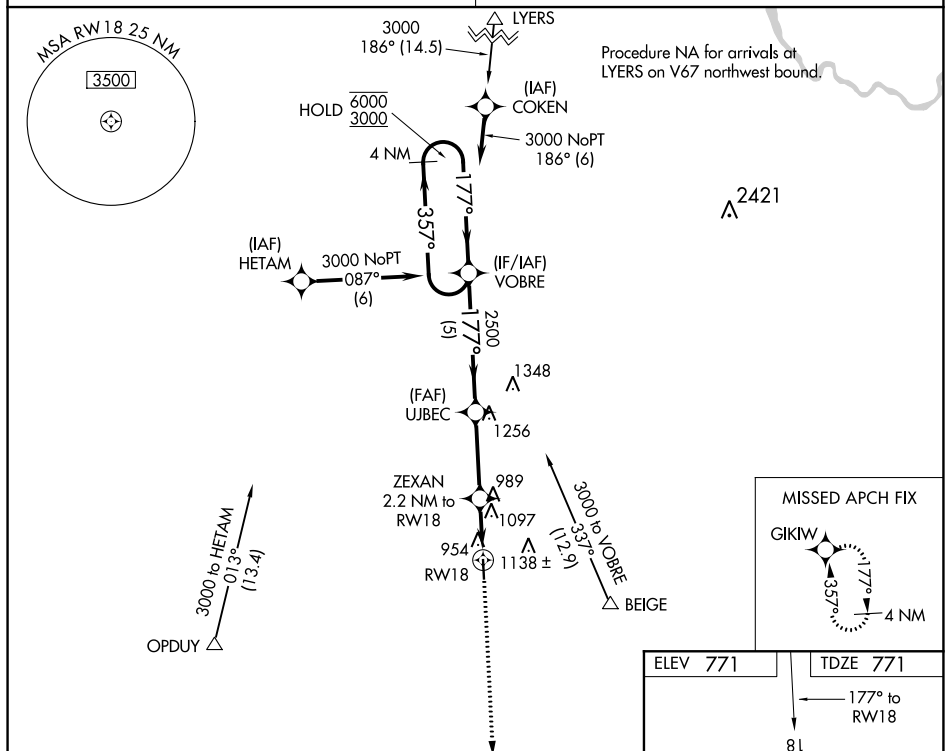 MSA RW18 25 NM
3500
LYERS
3000
186° (14.5)
Procedure NA for arrivals at
LYERS on V67 northwest bound.
(IAF)
COKEN
HOLD 6000
3000
3000 NoPT
186° (6)
4 NM
177°
357°
2421
(IAF)
HETAM
3000 NoPT
087°
(6)
(IF/IAF)
VOBRE
2500
177°
(5)
1348
(FAF)
UJBEC
1256
ZEXAN
2.2 NM to
RW18
989
1097
954
1138 ±
RW18
3000 to HETAM
013°
(13.4)
OPDUY
3000 to VOBRE
337°
(12.9)
BEIGE
MISSED APCH FIX
GIKIW
177°
357°
4 NM
ELEV 771
TDZE 771
177° to
RW18
18